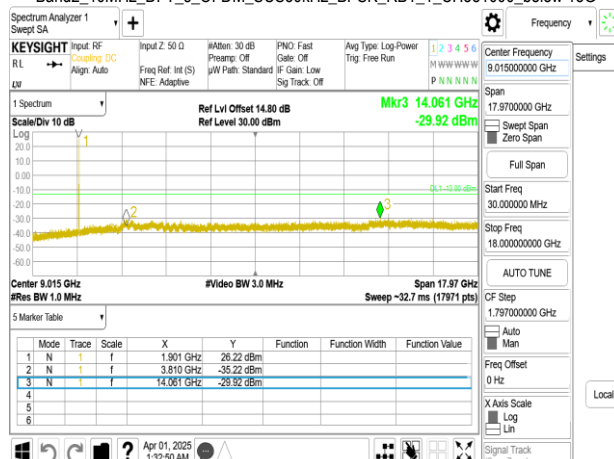 Spectrum Analyzer 1
Swept SA
Frequency
Settings
KEYSIGHT
Input: RF
Coupling: DC
Align: Auto
Input Z: 50 Ω
Freq Ref: Int (S)
NFE: Adaptive
#Atten: 30 dB
Preamp: Off
µW Path: Standard
PNO: Fast
Gate: Off
IF Gain: Low
Sig Track: Off
Avg Type: Log-Power
Trig: Free Run
1 2 3 4 5 6
M W W W W W
P N N N N N
RL
1 Spectrum
Scale/Div 10 dB
Log
Ref Lvl Offset 14.80 dB
Ref Level 30.00 dBm
Mkr3 14.061 GHz
-29.92 dBm
20.0
10.0
0.00
-10.0
-20.0
-30.0
-40.0
-50.0
-60.0
1
2
3
DL1 -13.00 dBm
Center 9.015 GHz
#Res BW 1.0 MHz
#Video BW 3.0 MHz
Span 17.97 GHz
Sweep ~32.7 ms (17971 pts)
5 Marker Table
Mode Trace Scale X Y Function Function Width Function Value
1 N 1 f 1.901 GHz 26.22 dBm
2 N 1 f 3.810 GHz -35.22 dBm
3 N 1 f 14.061 GHz -29.92 dBm
4
5
6
Apr 01, 2025
1:32:50 AM
Center Frequency
9.015000000 GHz
Span
17.9700000 GHz
Swept Span
Zero Span
Full Span
Start Freq
30.000000 MHz
Stop Freq
18.000000000 GHz
AUTO TUNE
CF Step
1.797000000 GHz
Auto
Man
Freq Offset
0 Hz
X Axis Scale
Log
Lin
Signal Track
Local